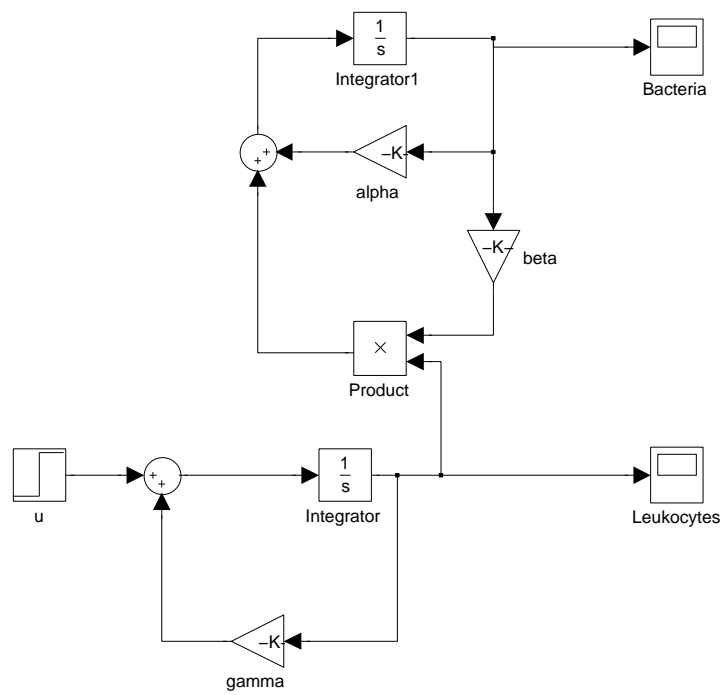 1
s
Integrator1
Bacteria
+
+
–K–
alpha
–K–
beta
×
Product
u
+
+
1
s
Integrator
Leukocytes
–K–
gamma